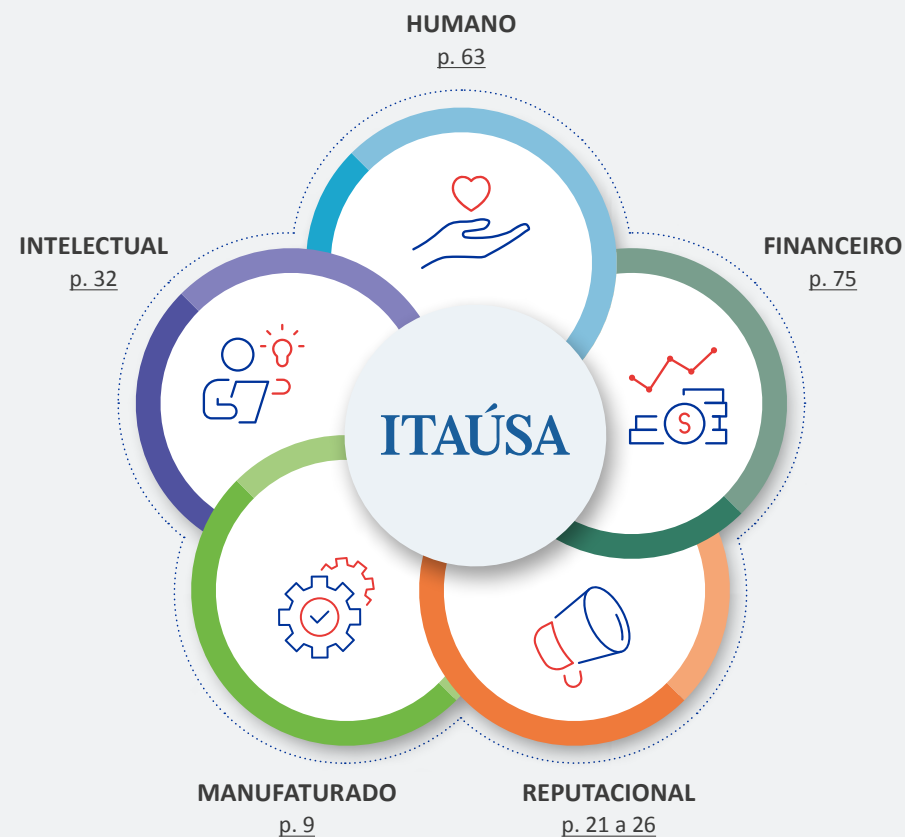 HUMANO
p. 63
INTELECTUAL
p. 32
FINANCEIRO
p. 75
S
ITAÚSA
MANUFATURADO
p. 9
REPUTACIONAL
p. 21 a 26